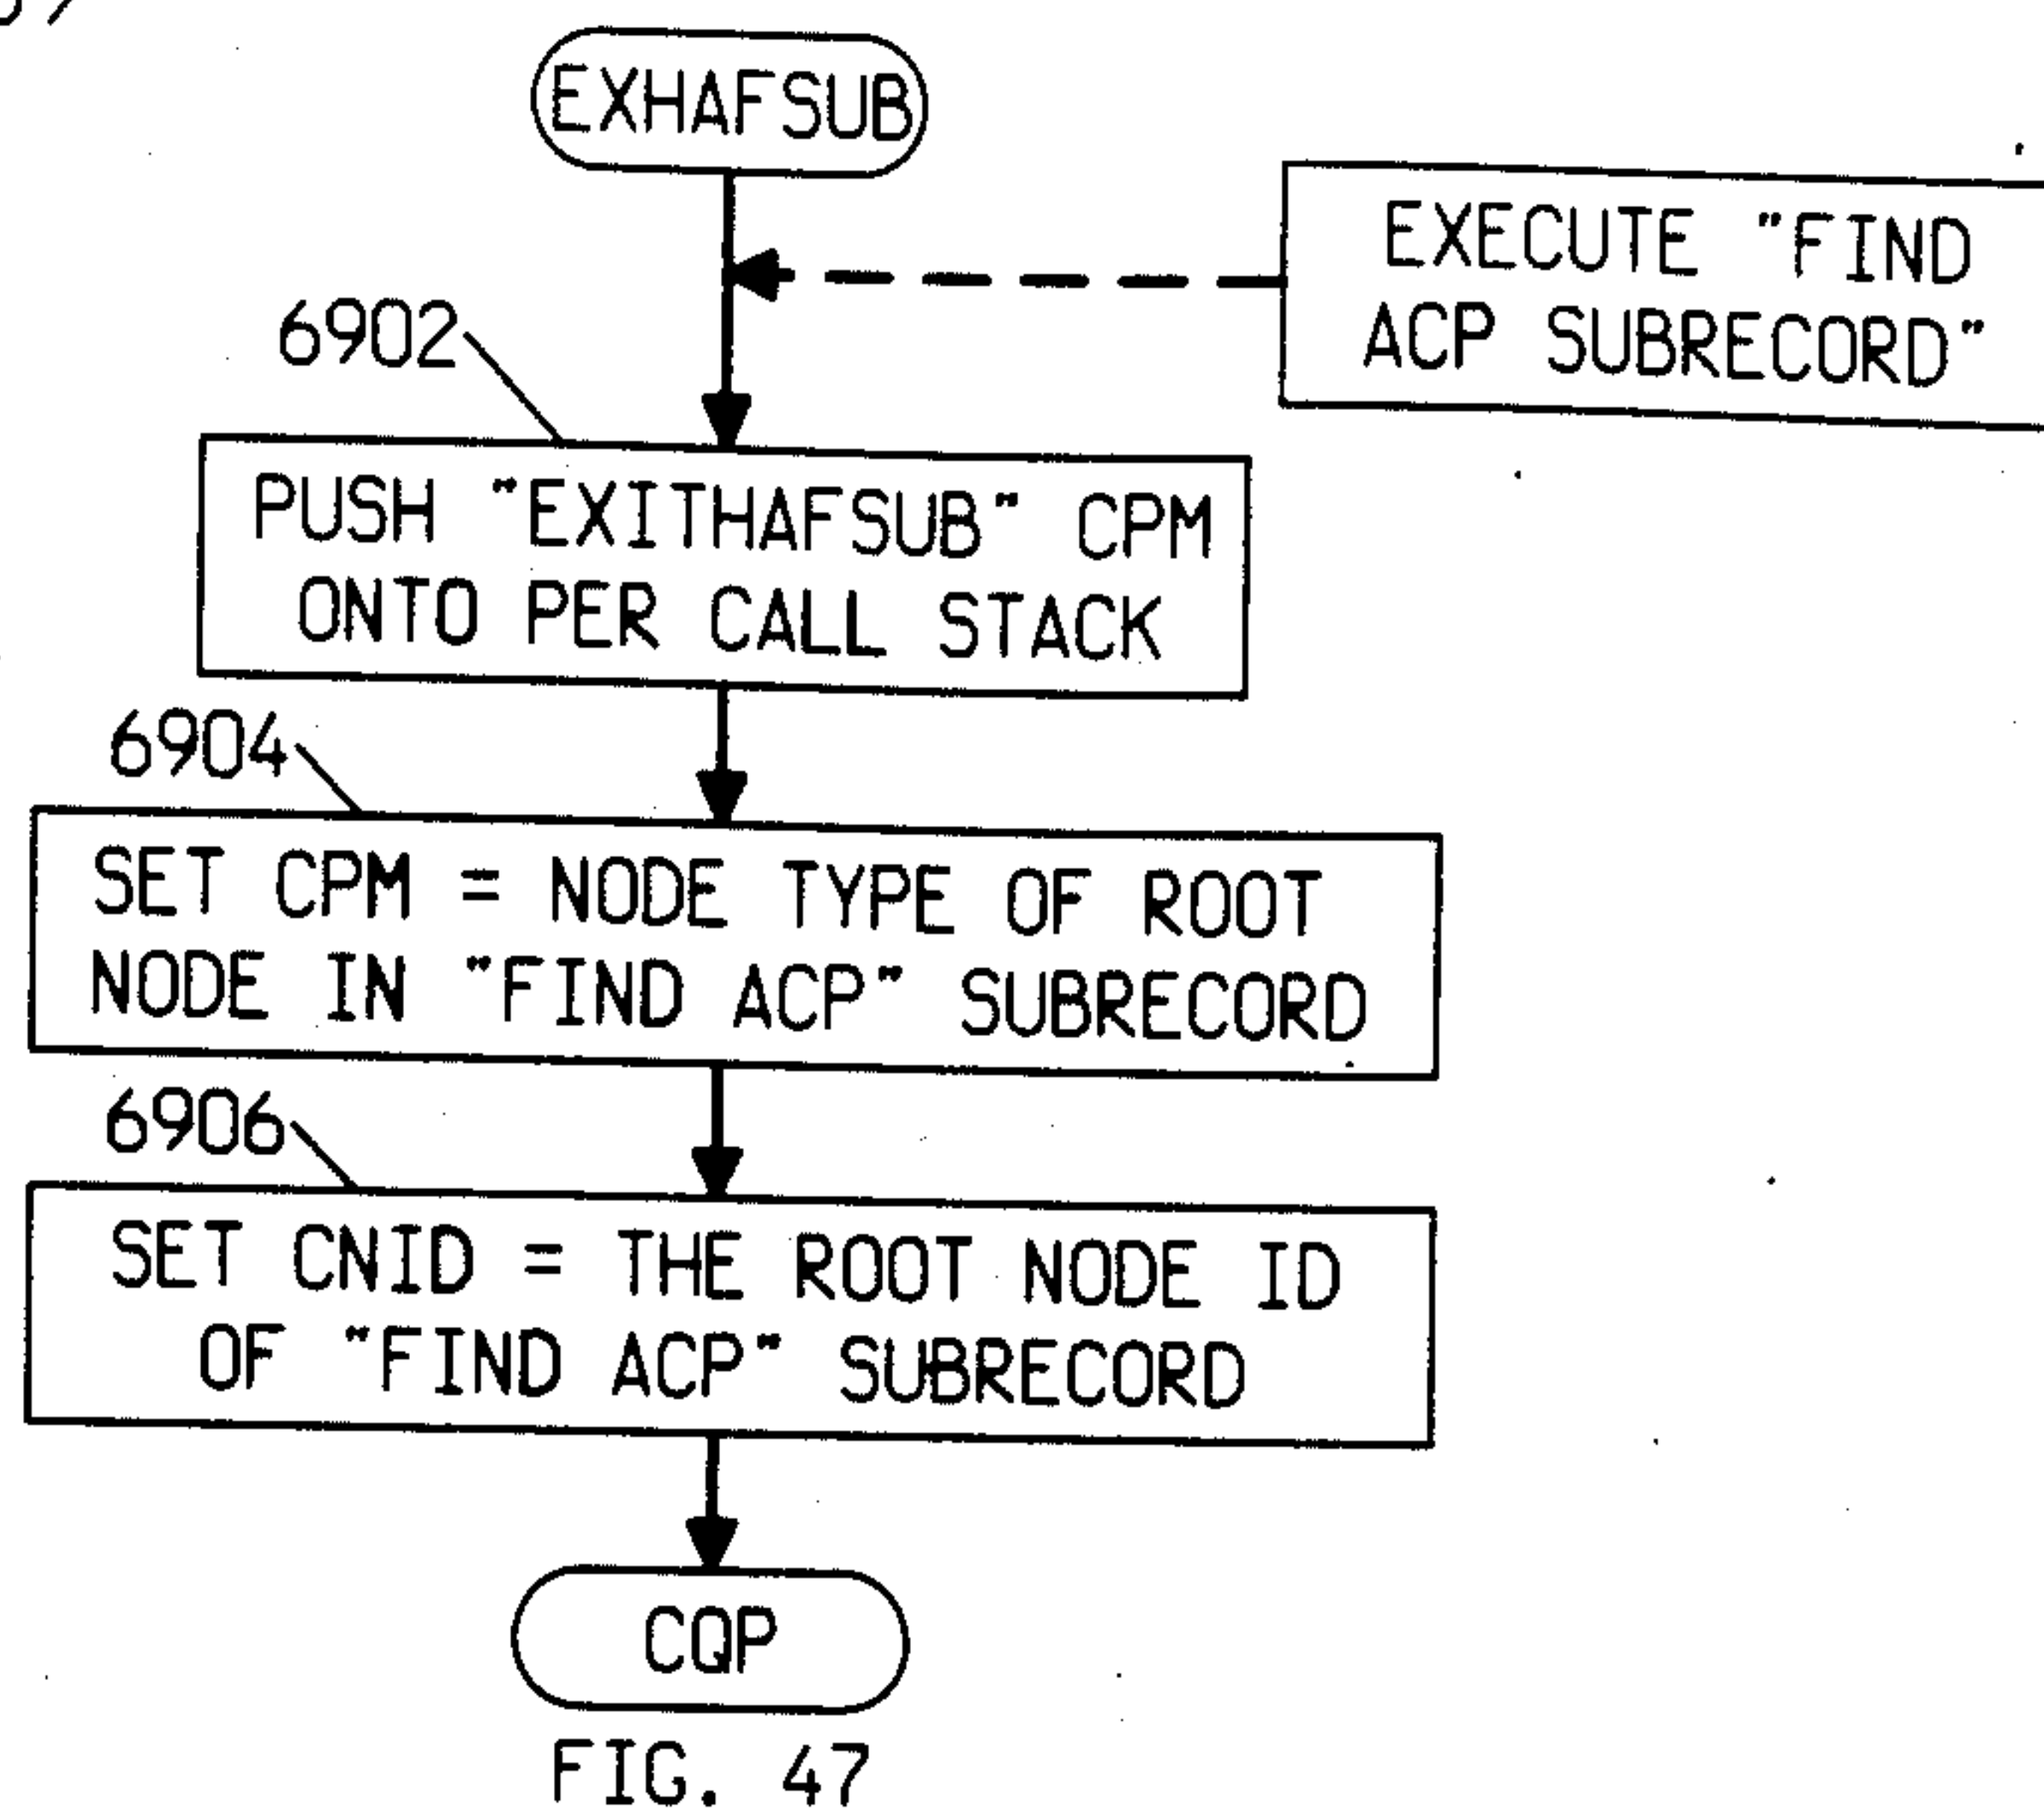 EXHAFSUB
EXECUTE "FIND
ACP SUBRECORD"
6902
PUSH "EXITHAFSUB" CPM
ONTO PER CALL STACK
6904
SET CPM = NODE TYPE OF ROOT
NODE IN "FIND ACP" SUBRECORD
6906
SET CNID = THE ROOT NODE ID
OF "FIND ACP" SUBRECORD
CQP
FIG. 47